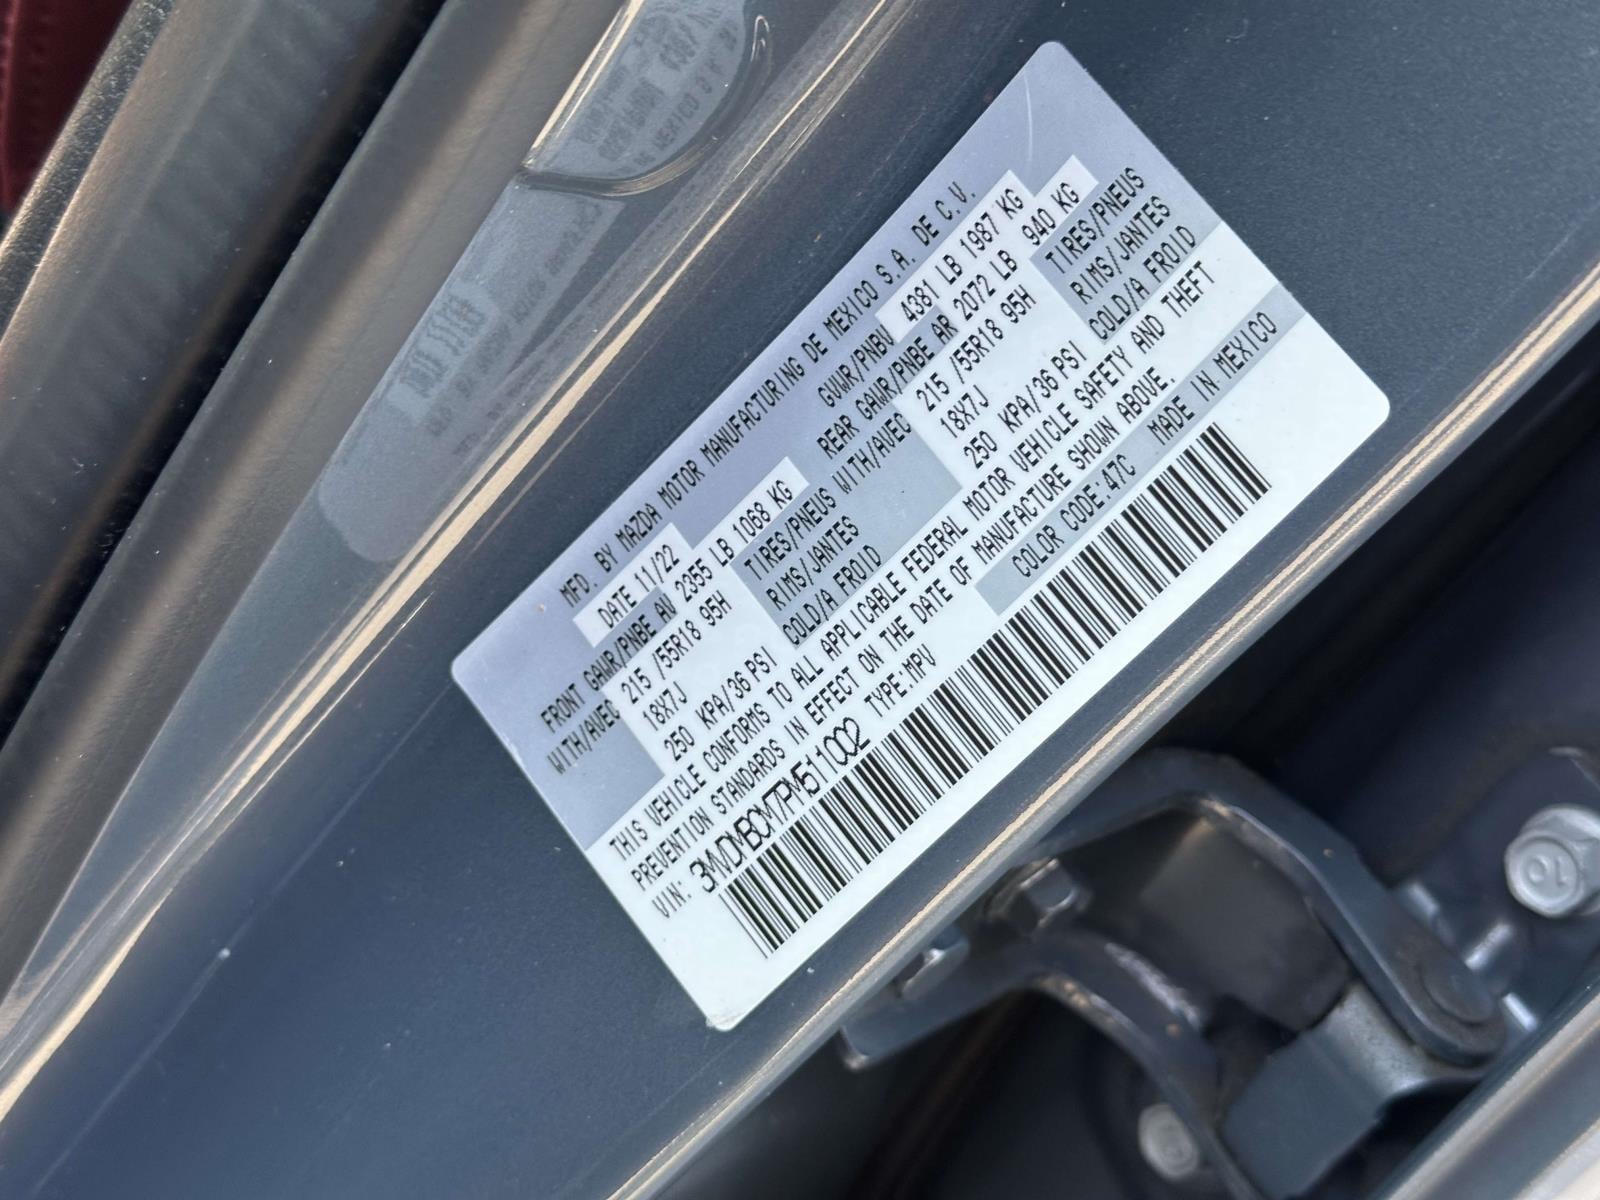 MFD. BY MAZDA MOTOR MANUFACTURING DE MEXICO S.A. DE C.V.
DATE 11/22 GVWR/PNBV 4381 LB 1987 KG
FRONT GAWR/PNBE AV 2355 LB 1068 KG REAR GAWR/PNBE AR 2072 LB 940 KG
WITH/AVEC 215 /55R18 95H TIRES/PNEUS WITH/AVEC 215 /55R18 95H TIRES/PNEUS
18X7J RIMS/JANTES 18X7J RIMS/JANTES
250 KPA/36 PSI COLD/A FROID 250 KPA/36 PSI COLD/A FROID
THIS VEHICLE CONFORMS TO ALL APPLICABLE FEDERAL MOTOR VEHICLE SAFETY AND THEFT
PREVENTION STANDARDS IN EFFECT ON THE DATE OF MANUFACTURE SHOWN ABOVE.
VIN: 3MVDMBCM7PM511002 TYPE:MPV COLOR CODE:47C MADE IN MEXICO
10